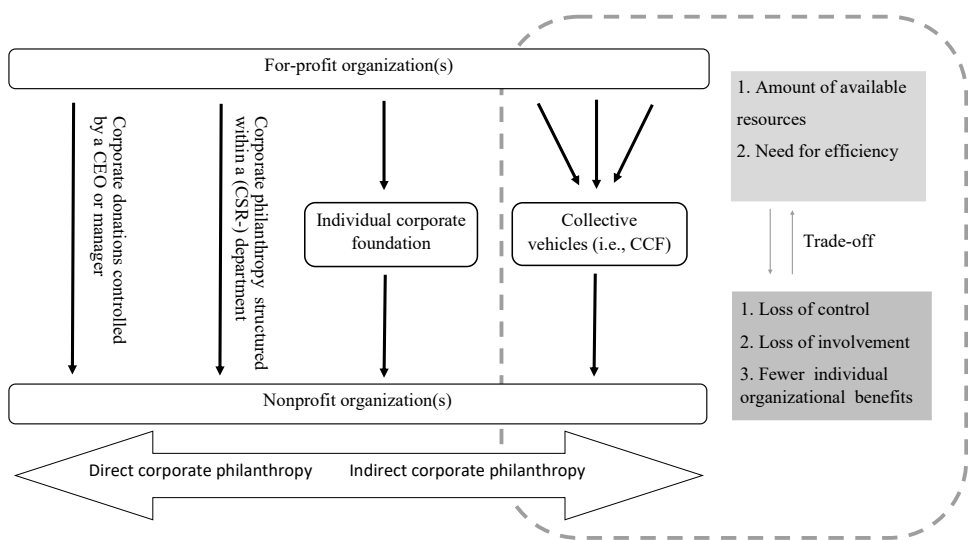 For-profit organization(s)
Corporate donations controlled
by a CEO or manager
Corporate philanthropy structured
within a (CSR-) department
Individual corporate
foundation
Collective
vehicles (i.e., CCF)
Nonprofit organization(s)
Direct corporate philanthropy
Indirect corporate philanthropy
1. Amount of available
resources
2. Need for efficiency
Trade-off
1. Loss of control
2. Loss of involvement
3. Fewer individual
organizational benefits